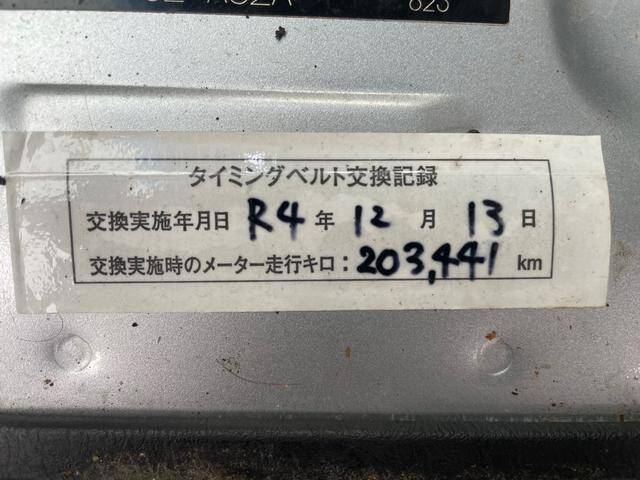 623
タイミングベルト交換記録
交換実施年月日 R4 年 12 月 13 日
交換実施時のメーター走行キロ：203,441 km